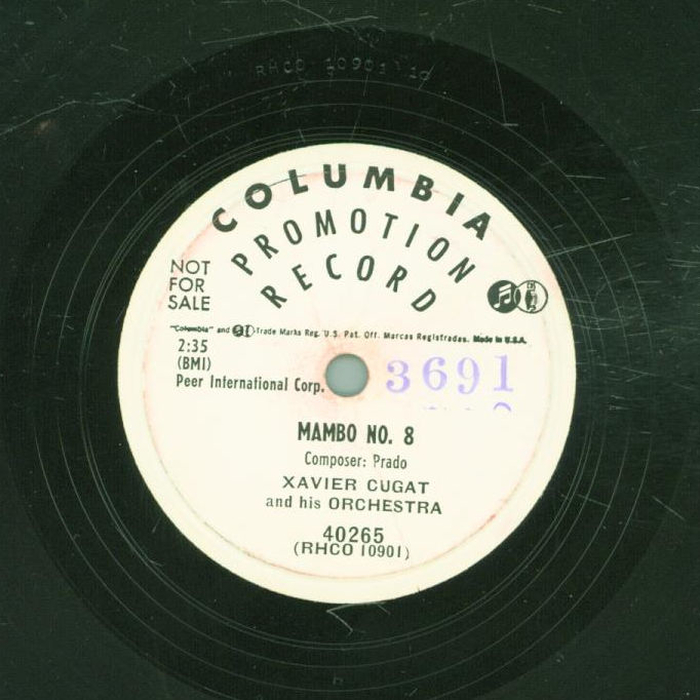 RHCO 10901 1D
COLUMBIA
PROMOTION
RECORD
NOT
FOR
SALE
"Columbia" and Trade Marks Reg. U.S. Pat. Off. Marcas Registradas. Made in U.S.A.
2:35
(BMI)
Peer International Corp.
3691
MAMBO NO. 8
Composer: Prado
XAVIER CUGAT
and his ORCHESTRA
40265
(RHCO 10901)